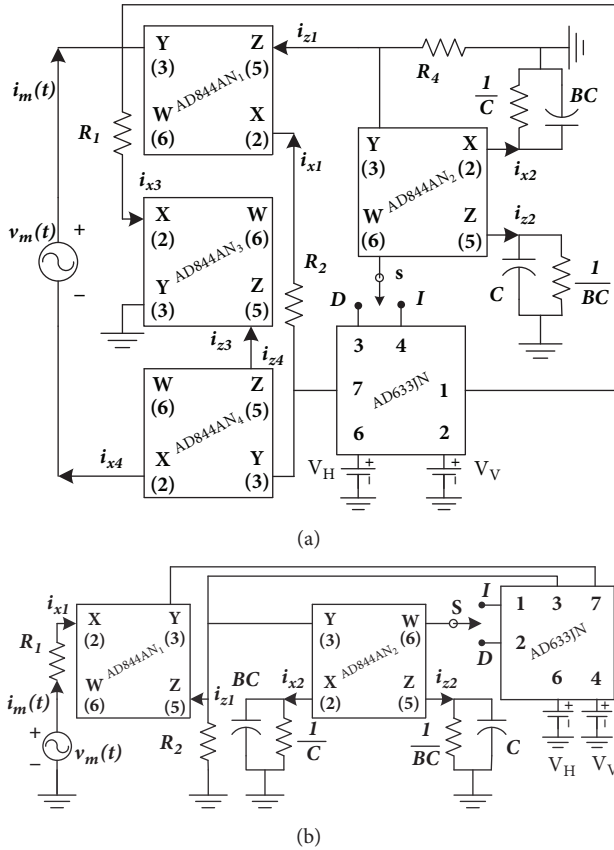 i_m(t)
v_m(t)
+
−
R_1
Y
(3)
W
(6)
Z
(5)
X
(2)
AD844AN_1
i_z1
i_x1
R_4
1
C
BC
Y
(3)
W
(6)
X
(2)
Z
(5)
AD844AN_2
i_x2
i_z2
C
1
BC
i_x3
X
(2)
Y
(3)
W
(6)
Z
(5)
AD844AN_3
R_2
i_z3
i_z4
W
(6)
X
(2)
Z
(5)
Y
(3)
AD844AN_4
i_x4
s
D
I
3
4
7
1
6
2
AD633JN
V_H
+
−
+
−
V_V
(a)
i_x1
R_1
i_m(t)
+
−
v_m(t)
X
(2)
W
(6)
Y
(3)
Z
(5)
AD844AN_1
i_z1
R_2
BC
i_x2
1
C
Y
(3)
X
(2)
W
(6)
Z
(5)
AD844AN_2
i_z2
1
BC
C
S
I
D
1
2
3
7
6
4
AD633JN
+
−
+
−
V_H
V_V
(b)